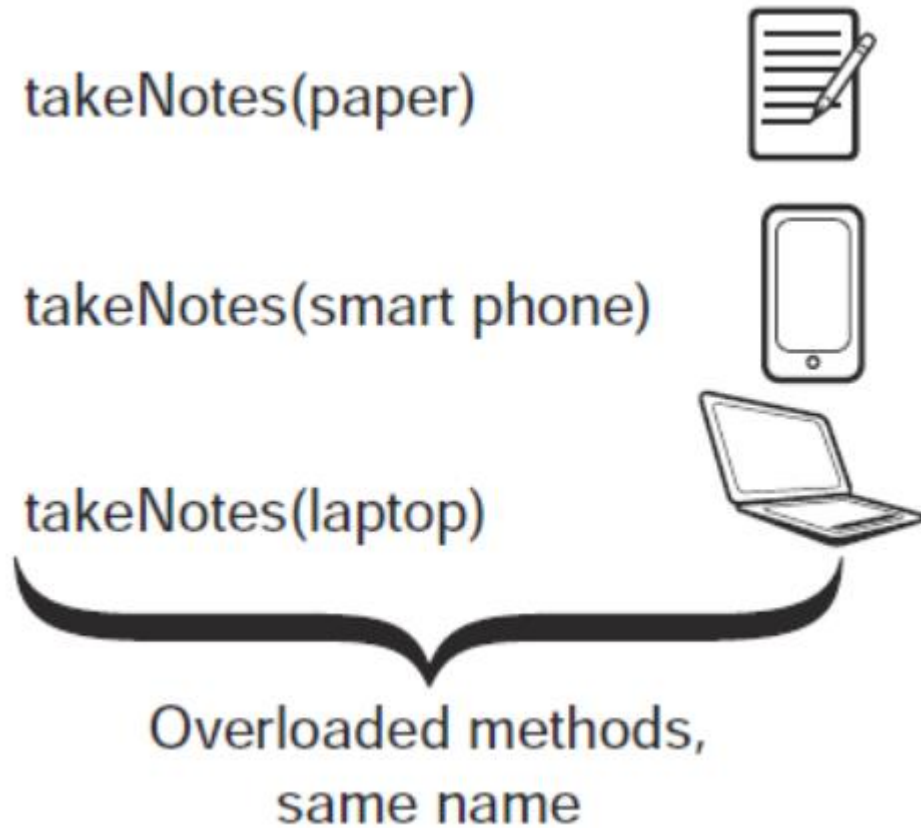 takeNotes(paper)
takeNotes(smart phone)
takeNotes(laptop)
Overloaded methods,
same name